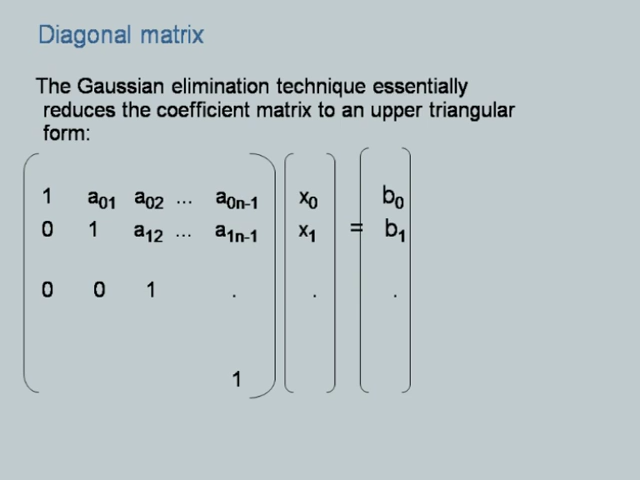 Diagonal matrix
The Gaussian elimination technique essentially
reduces the coefficient matrix to an upper triangular
form:
1 a01 a02 ... a0n-1 x0 b0
0 1 a12 ... a1n-1 x1 = b1
0 0 1 . . .
1